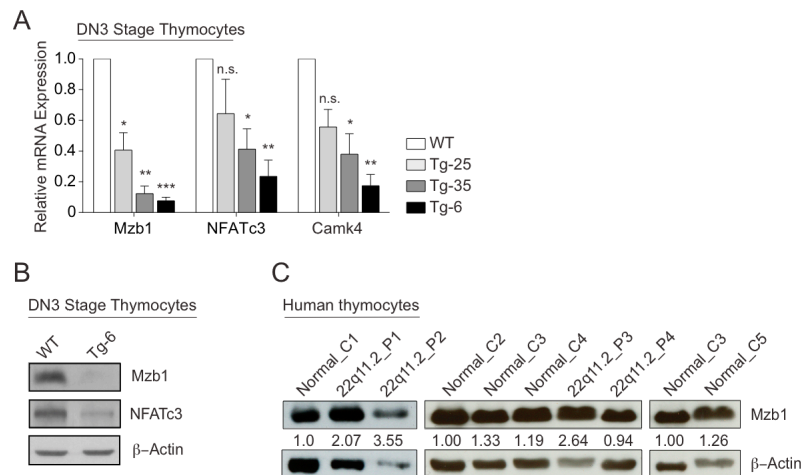 A
DN3 Stage Thymocytes
Relative mRNA Expression
1.0
0.8
0.6
0.4
0.2
0
* ** ***
n.s. * **
n.s. * **
Mzb1 NFATc3 Camk4
WT
Tg-25
Tg-35
Tg-6
B
DN3 Stage Thymocytes
WT Tg-6
Mzb1
NFATc3
β–Actin
C
Human thymocytes
Normal_C1 22q11.2_P1 22q11.2_P2 Normal_C2 Normal_C3 Normal_C4 22q11.2_P3 22q11.2_P4 Normal_C3 Normal_C5
Mzb1
1.0 2.07 3.55 1.00 1.33 1.19 2.64 0.94 1.00 1.26
β–Actin